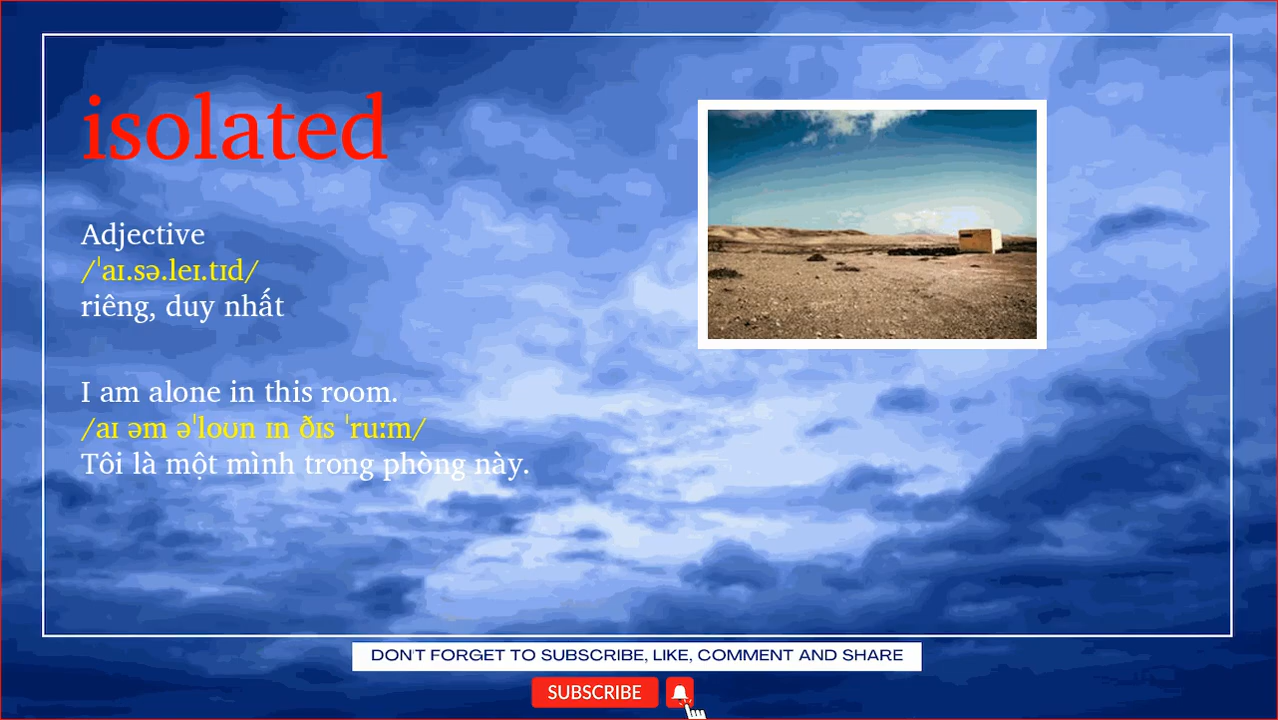 isolated
Adjective
/ˈaɪ.sə.leɪ.tɪd/
riêng, duy nhất
I am alone in this room.
/aɪ əm əˈloʊn ɪn ðɪs ˈruːm/
Tôi là một mình trong phòng này.
DON'T FORGET TO SUBSCRIBE, LIKE, COMMENT AND SHARE
SUBSCRIBE